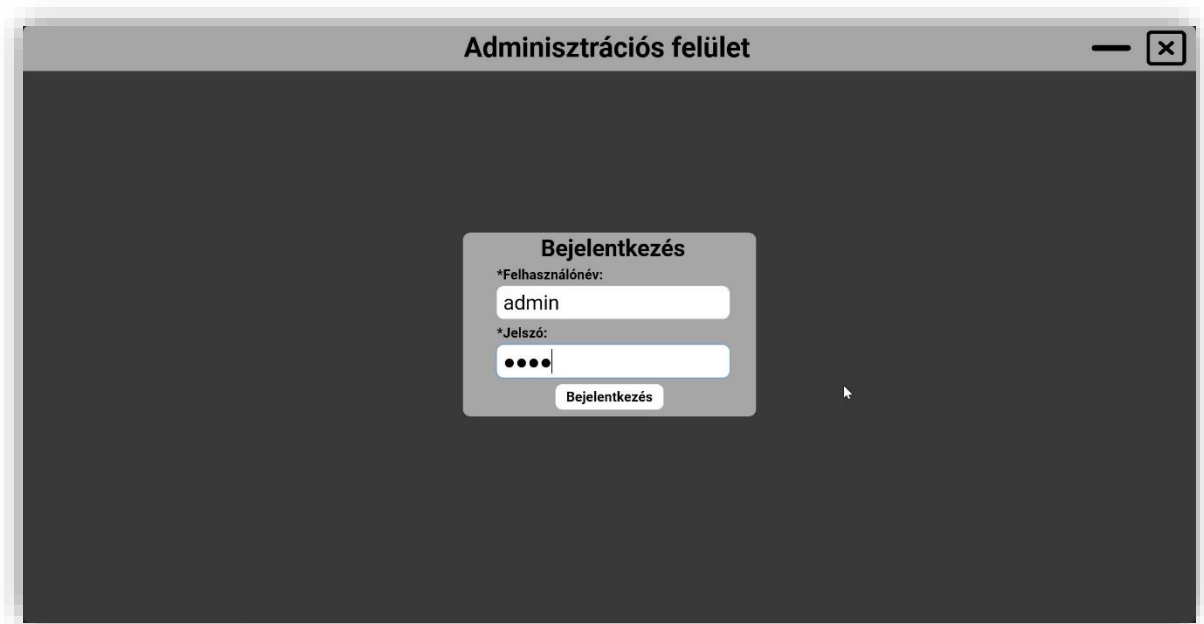 Adminisztrációs felület
Bejelentkezés
*Felhasználónév:
admin
*Jelszó:
●●●●
Bejelentkezés